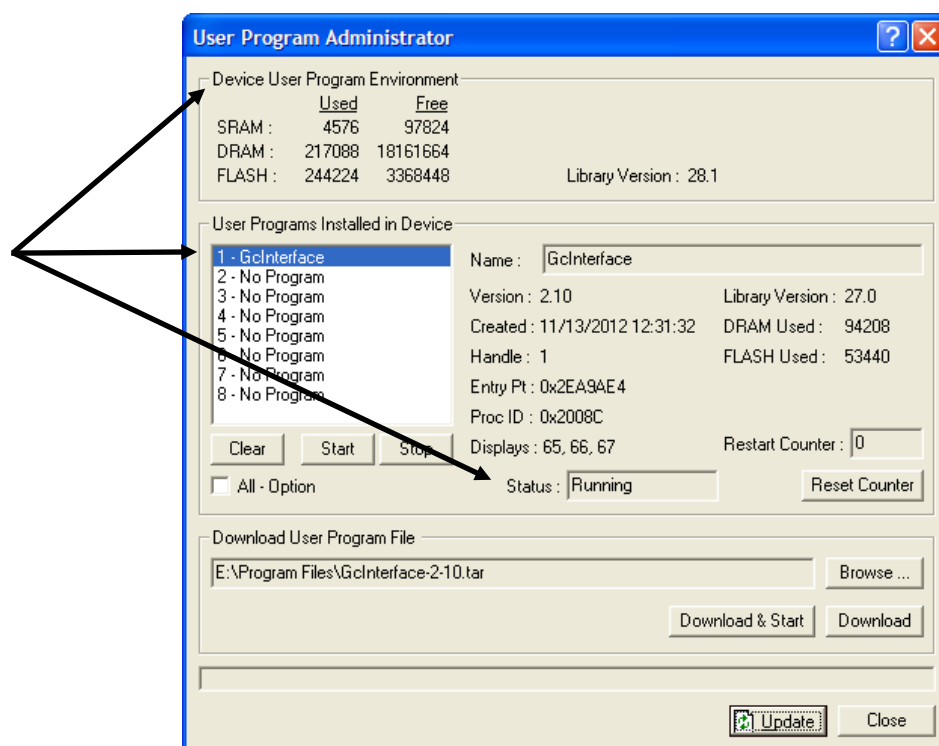 User Program Administrator
Device User Program Environment
Used Free
SRAM : 4576 97824
DRAM : 217088 18161664
FLASH : 244224 3368448 Library Version : 28.1
User Programs Installed in Device
1 - GcInterface
2 - No Program
3 - No Program
4 - No Program
5 - No Program
6 - No Program
7 - No Program
8 - No Program
Name : GcInterface
Version : 2.10 Library Version : 27.0
Created : 11/13/2012 12:31:32 DRAM Used : 94208
Handle : 1 FLASH Used : 53440
Entry Pt : 0x2EA9AE4
Proc ID : 0x2008C
Displays : 65, 66, 67 Restart Counter : 0
Clear Start Stop
All - Option Status : Running Reset Counter
Download User Program File
E:\Program Files\GcInterface-2-10.tar Browse ...
Download & Start Download
Update Close